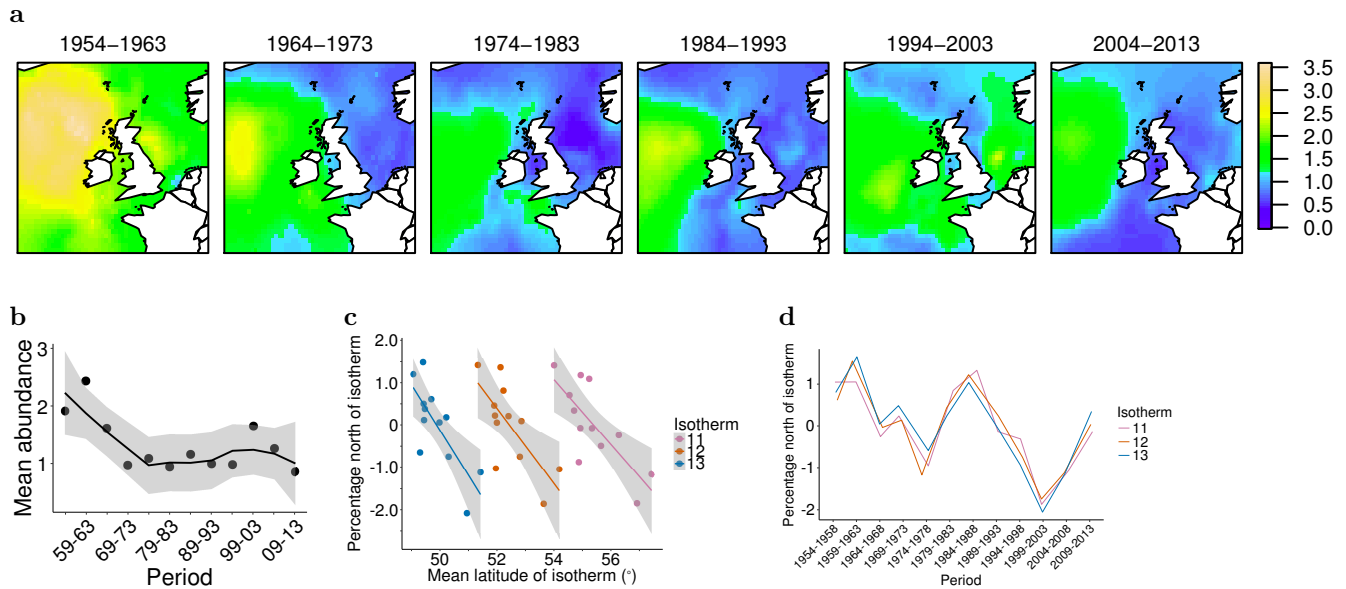 a
1954–1963 1964–1973 1974–1983 1984–1993 1994–2003 2004–2013
3.5
3.0
2.5
2.0
1.5
1.0
0.5
0.0
b
Mean abundance
3
2
1
59-63 69-73 79-83 89-93 99-03 09-13
Period
c
Percentage north of isotherm
2.0
1.0
0.0
-1.0
-2.0
50 52 54 56
Mean latitude of isotherm (°)
Isotherm
11
12
13
d
Percentage north of isotherm
1
0
-1
-2
1954-1958 1959-1963 1964-1968 1969-1973 1974-1978 1979-1983 1984-1988 1989-1993 1994-1998 1999-2003 2004-2008 2009-2013
Period
Isotherm
11
12
13